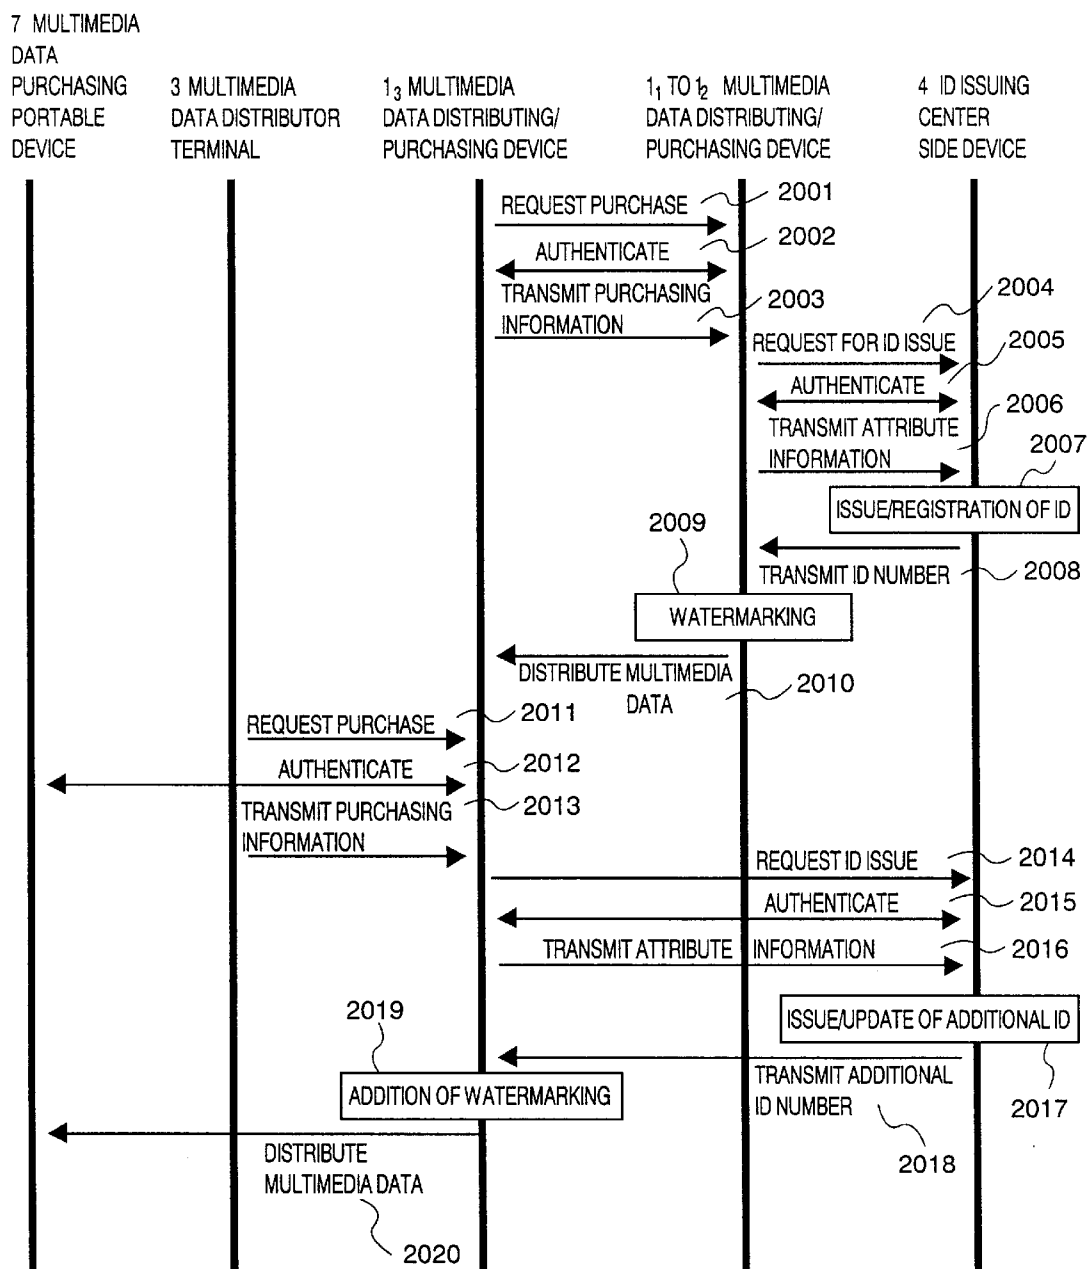 7 MULTIMEDIA
DATA
PURCHASING
PORTABLE
DEVICE
3 MULTIMEDIA
DATA DISTRIBUTOR
TERMINAL
1₃ MULTIMEDIA
DATA DISTRIBUTING/
PURCHASING DEVICE
1₁ TO 1₂ MULTIMEDIA
DATA DISTRIBUTING/
PURCHASING DEVICE
4 ID ISSUING
CENTER
SIDE DEVICE
REQUEST PURCHASE
2001
AUTHENTICATE
2002
TRANSMIT PURCHASING
INFORMATION
2003
REQUEST FOR ID ISSUE
2004
AUTHENTICATE
2005
TRANSMIT ATTRIBUTE
INFORMATION
2006
ISSUE/REGISTRATION OF ID
2007
TRANSMIT ID NUMBER
2008
2009
WATERMARKING
DISTRIBUTE MULTIMEDIA
DATA
2010
REQUEST PURCHASE
2011
AUTHENTICATE
2012
TRANSMIT PURCHASING
INFORMATION
2013
REQUEST ID ISSUE
2014
AUTHENTICATE
2015
TRANSMIT ATTRIBUTE INFORMATION
2016
ISSUE/UPDATE OF ADDITIONAL ID
2017
TRANSMIT ADDITIONAL
ID NUMBER
2018
2019
ADDITION OF WATERMARKING
DISTRIBUTE
MULTIMEDIA DATA
2020